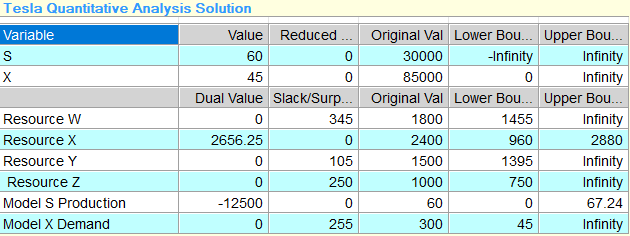 Tesla Quantitative Analysis Solution
Variable Value Reduced ... Original Val Lower Bou... Upper Bou...
S 60 0 30000 -Infinity Infinity
X 45 0 85000 0 Infinity
Dual Value Slack/Surp... Original Val Lower Bou... Upper Bou...
Resource W 0 345 1800 1455 Infinity
Resource X 2656.25 0 2400 960 2880
Resource Y 0 105 1500 1395 Infinity
Resource Z 0 250 1000 750 Infinity
Model S Production -12500 0 60 0 67.24
Model X Demand 0 255 300 45 Infinity